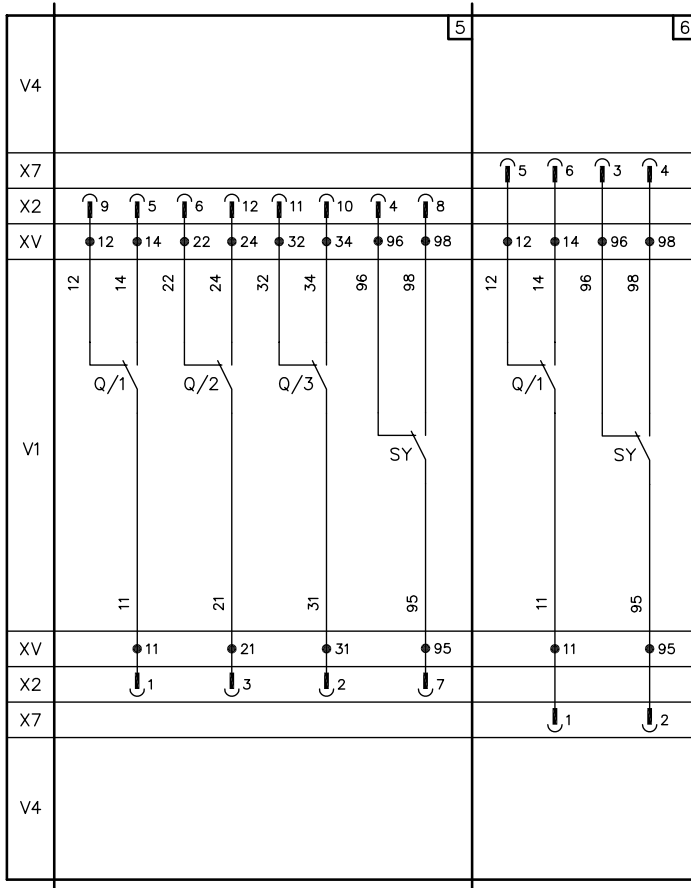 5 6
V4
X7 5 6 3 4
X2 9 5 6 12 11 10 4 8
XV 12 14 22 24 32 34 96 98 12 14 96 98
12 14 22 24 32 34 96 98 12 14 96 98
Q/1 Q/2 Q/3 Q/1
V1 SY SY
11 21 31 95 11 95
XV 11 21 31 95 11 95
X2 1 3 2 7
X7 1 2
V4